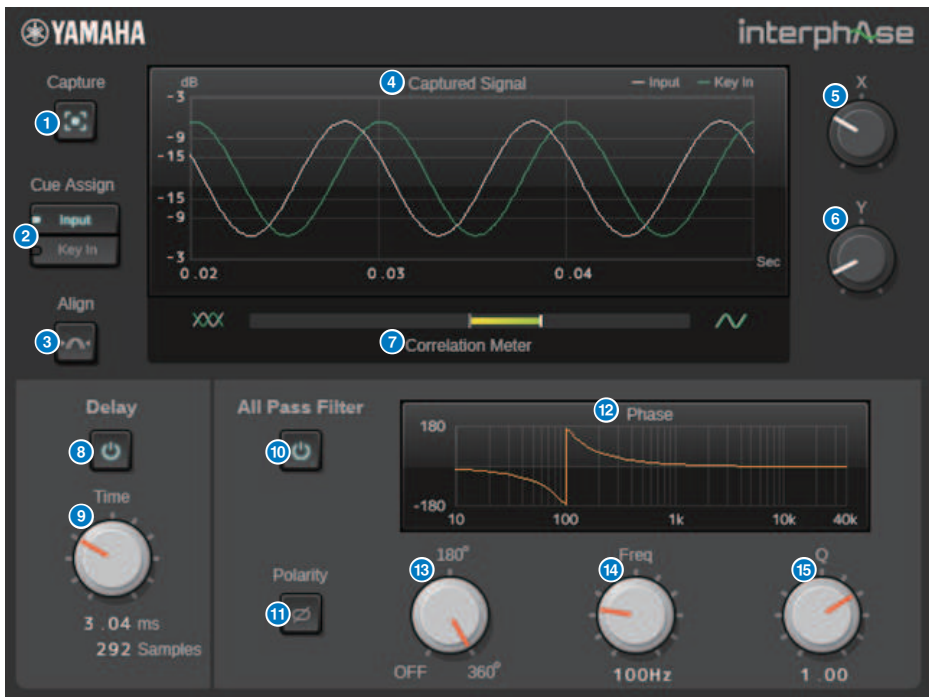 YAMAHA
interphase
Capture
1
Cue Assign
2
Input
Key In
Align
3
dB
4 Captured Signal
Input Key In
-3
-9
-15
-15
-9
-3
0.02 0.03 0.04 Sec
7 Correlation Meter
5
X
6
Y
Delay
8
Time
9
3.04 ms
292 Samples
All Pass Filter
10
Polarity
11
12 Phase
180
-180
10 100 1k 10k 40k
13
180°
OFF 360°
14
Freq
100Hz
15
Q
1.00